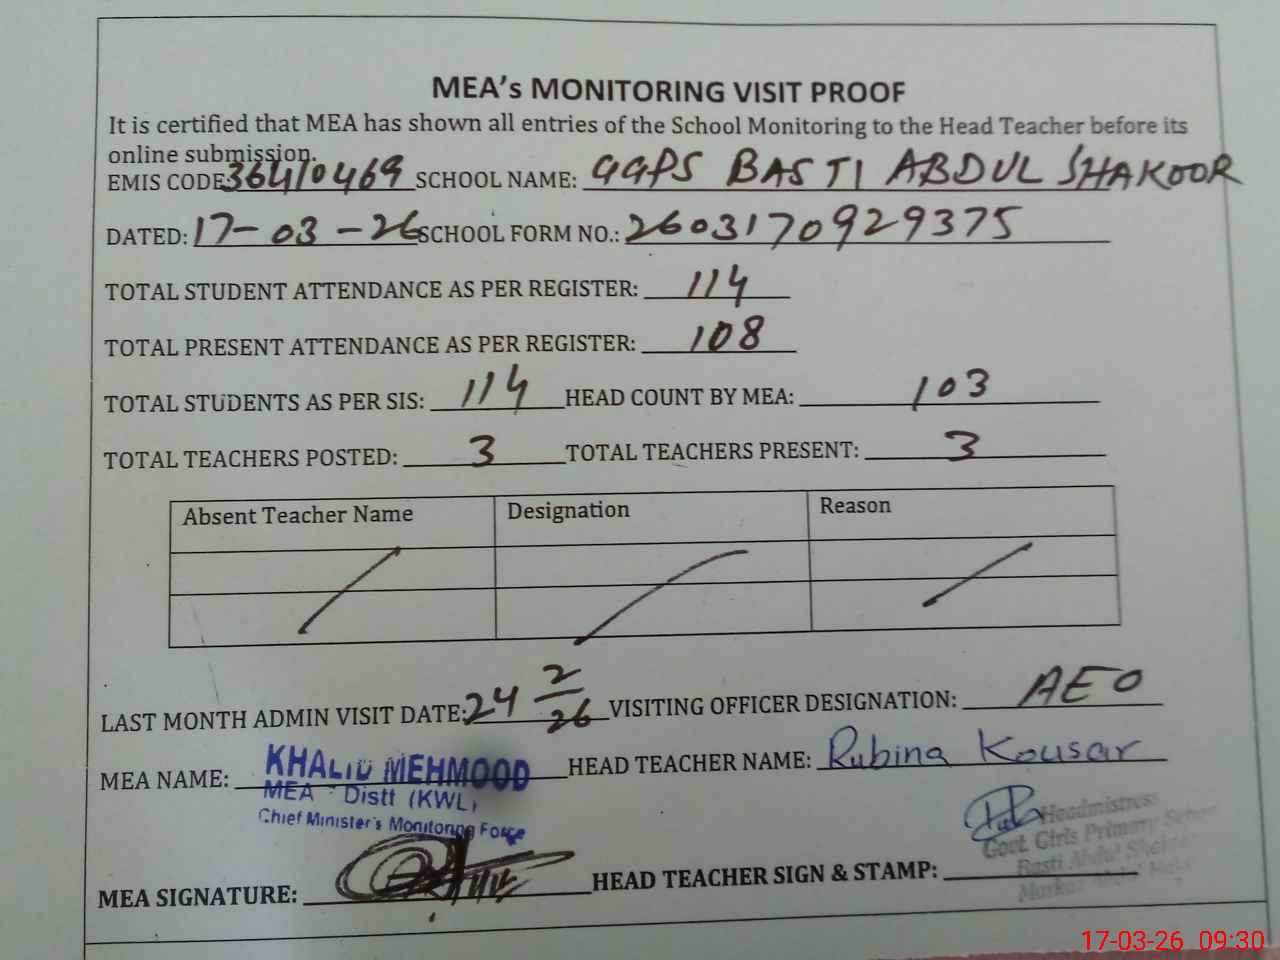 MEA's MONITORING VISIT PROOF
It is certified that MEA has shown all entries of the School Monitoring to the Head Teacher before its
online submission.
EMIS CODE 36410469 SCHOOL NAME: GGPS BASTI ABDUL SHAKOOR
DATED: 17-03-26 SCHOOL FORM NO.: 260317092 9375
TOTAL STUDENT ATTENDANCE AS PER REGISTER: 114
TOTAL PRESENT ATTENDANCE AS PER REGISTER: 108
TOTAL STUDENTS AS PER SIS: 114 HEAD COUNT BY MEA: 103
TOTAL TEACHERS POSTED: 3 TOTAL TEACHERS PRESENT: 3
Absent Teacher Name Designation Reason
LAST MONTH ADMIN VISIT DATE: 24 2/26 VISITING OFFICER DESIGNATION: AEO
MEA NAME: KHALID MEHMOOD HEAD TEACHER NAME: Rubina Kousar
MEA Distt (KWL)
Chief Minister's Monitoring Force
Headmistress
Govt. Girls Primary School
Basti Abdul
MEA SIGNATURE: HEAD TEACHER SIGN & STAMP:
Markaz
17-03-26 09:30